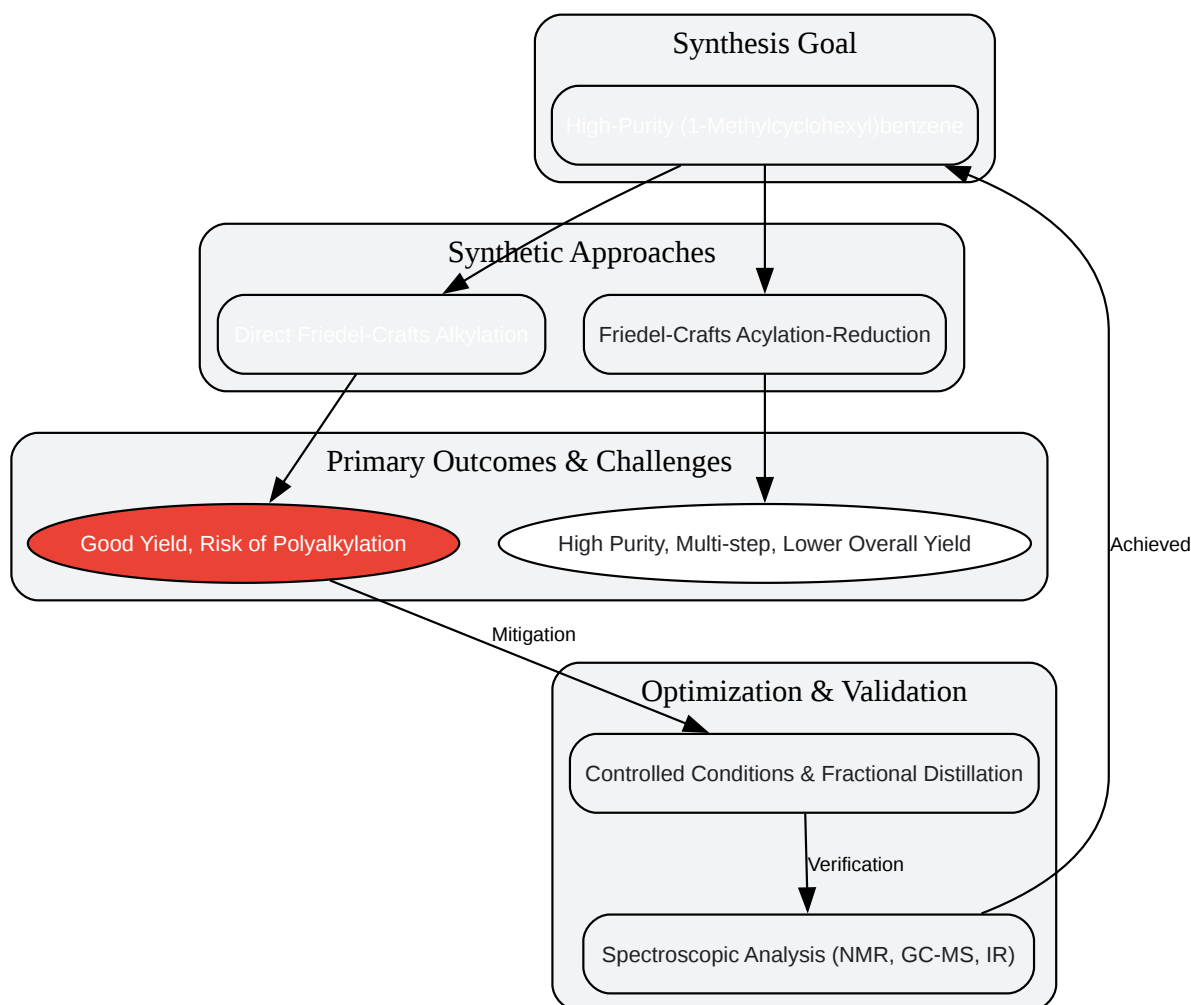 Synthesis Goal
High-Purity (1-Methylcyclohexyl)benzene
Synthetic Approaches
Direct Friedel-Crafts Alkylation
Friedel-Crafts Acylation-Reduction
Primary Outcomes & Challenges
Good Yield, Risk of Polyalkylation
High Purity, Multi-step, Lower Overall Yield
Achieved
Mitigation
Optimization & Validation
Controlled Conditions & Fractional Distillation
Verification
Spectroscopic Analysis (NMR, GC-MS, IR)